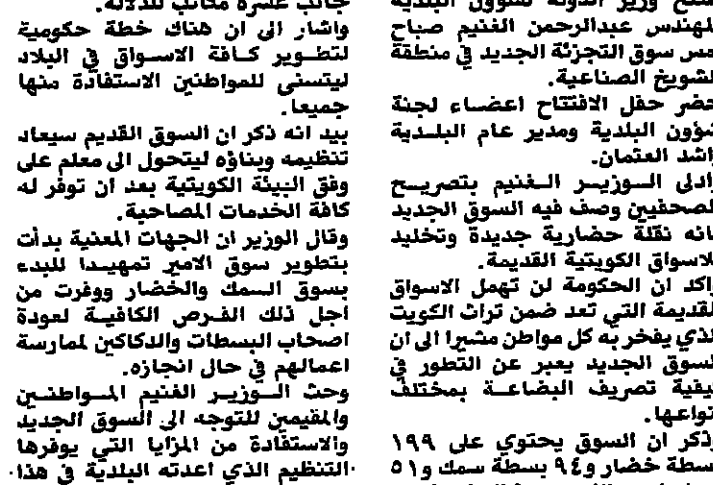 وزير الدولة لشؤون البلدية
المهندس عبدالرحمن الغنيم صباح
امس سوق التجزئة الجديد في منطقة
الشويخ الصناعية.
حضر حفل الافتتاح اعضاء لجنة
شؤون البلدية ومدير عام البلدية
راشد العثمان.
وادلى الوزير الغنيم بتصريح
للصحفيين وصف فيه السوق الجديد
بانه نقلة حضارية جديدة وتخليد
للاسواق الكويتية القديمة.
واكد ان الحكومة لن تهمل الاسواق
القديمة التي تعد ضمن تراث الكويت
الذي يفخر به كل مواطن مشيرا الى ان
السوق الجديد يعبر عن التطور في
كيفية تصريف البضاعة بمختلف
انواعها.
وذكر ان السوق يحتوي على ١٩٩
بسطة خضار و٩٤ بسطة سمك و٥١
جانب عشرة مكاتب للدلالة.
واشار الى ان هناك خطة حكومية
لتطوير كافة الاسواق في البلاد
ليتسنى للمواطنين الاستفادة منها
جميعا.
بيد انه ذكر ان السوق القديم سيعاد
تنظيمه وبناؤه ليتحول الى معلم على
وفق البيئة الكويتية بعد ان توفر له
كافة الخدمات المصاحبة.
وقال الوزير ان الجهات المعنية بدأت
بتطوير سوق الامير تمهيدا للبدء
بسوق السمك والخضار ووفرت من
اجل ذلك الفرص الكافية لعودة
اصحاب البسطات والدكاكين لممارسة
اعمالهم في حال انجازه.
وحث الوزير الغنيم المواطنين
والمقيمين للتوجه الى السوق الجديد
والاستفادة من المزايا التي يوفرها
التنظيم الذي اعدته البلدية في هذا